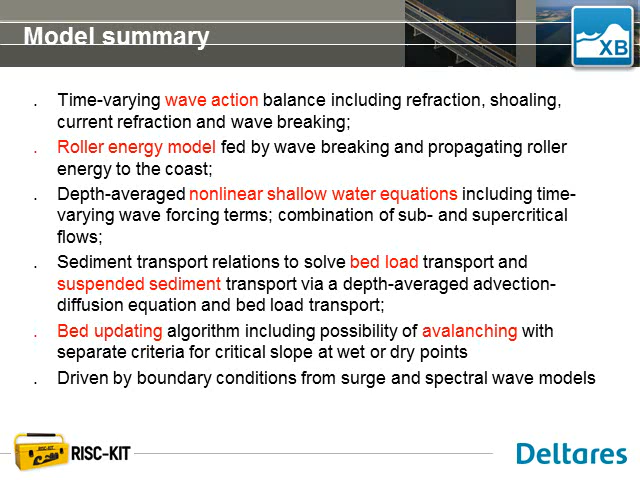 Model summary
XB
. Time-varying wave action balance including refraction, shoaling,
current refraction and wave breaking;
. Roller energy model fed by wave breaking and propagating roller
energy to the coast;
. Depth-averaged nonlinear shallow water equations including time-
varying wave forcing terms; combination of sub- and supercritical
flows;
. Sediment transport relations to solve bed load transport and
suspended sediment transport via a depth-averaged advection-
diffusion equation and bed load transport;
. Bed updating algorithm including possibility of avalanching with
separate criteria for critical slope at wet or dry points
. Driven by boundary conditions from surge and spectral wave models
RISC-KIT
Deltares